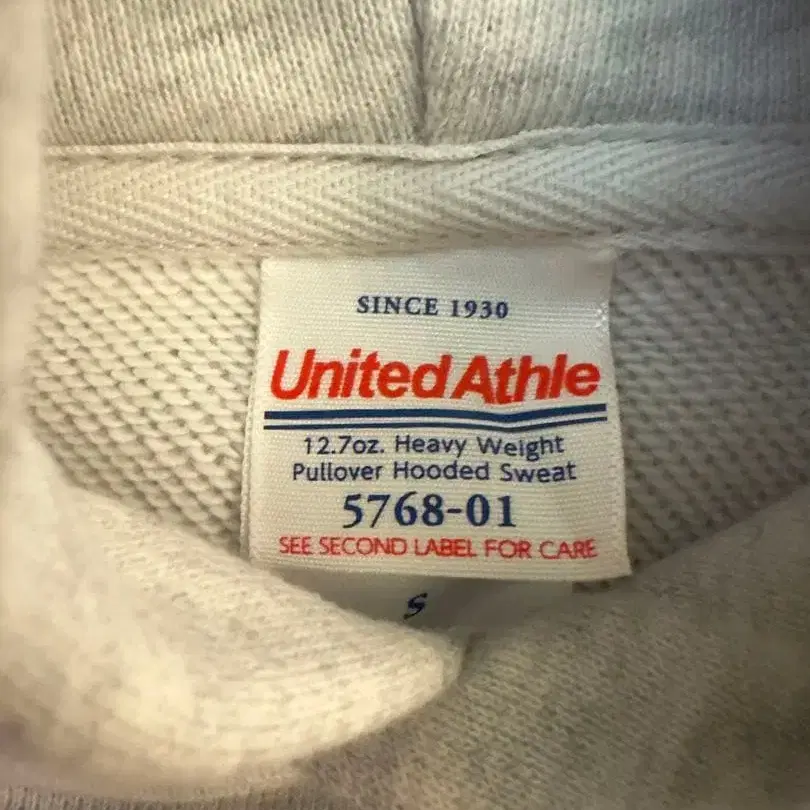 SINCE 1930
United Athle
12.7oz. Heavy Weight
Pullover Hooded Sweat
5768-01
SEE SECOND LABEL FOR CARE
S